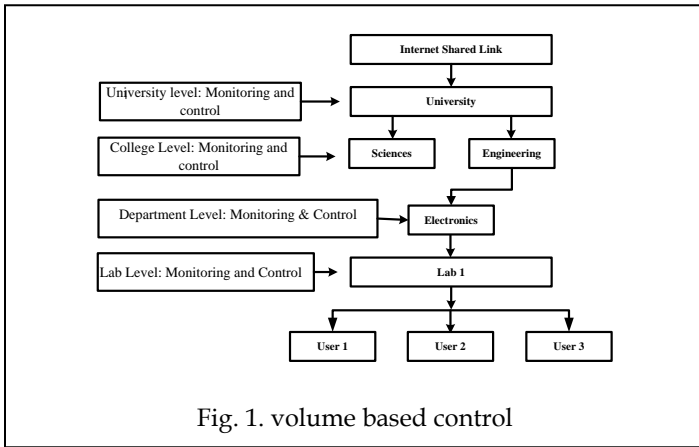 Internet Shared Link
University level: Monitoring and
control
University
College Level: Monitoring and
control
Sciences
Engineering
Department Level: Monitoring & Control
Electronics
Lab Level: Monitoring and Control
Lab 1
User 1
User 2
User 3
Fig. 1. volume based control